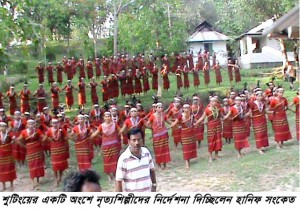 শুটিংয়ের একটি অংশে নৃত্যশিল্পীদের নির্দেশনা দিচ্ছিলেন হানিফ সংকেত